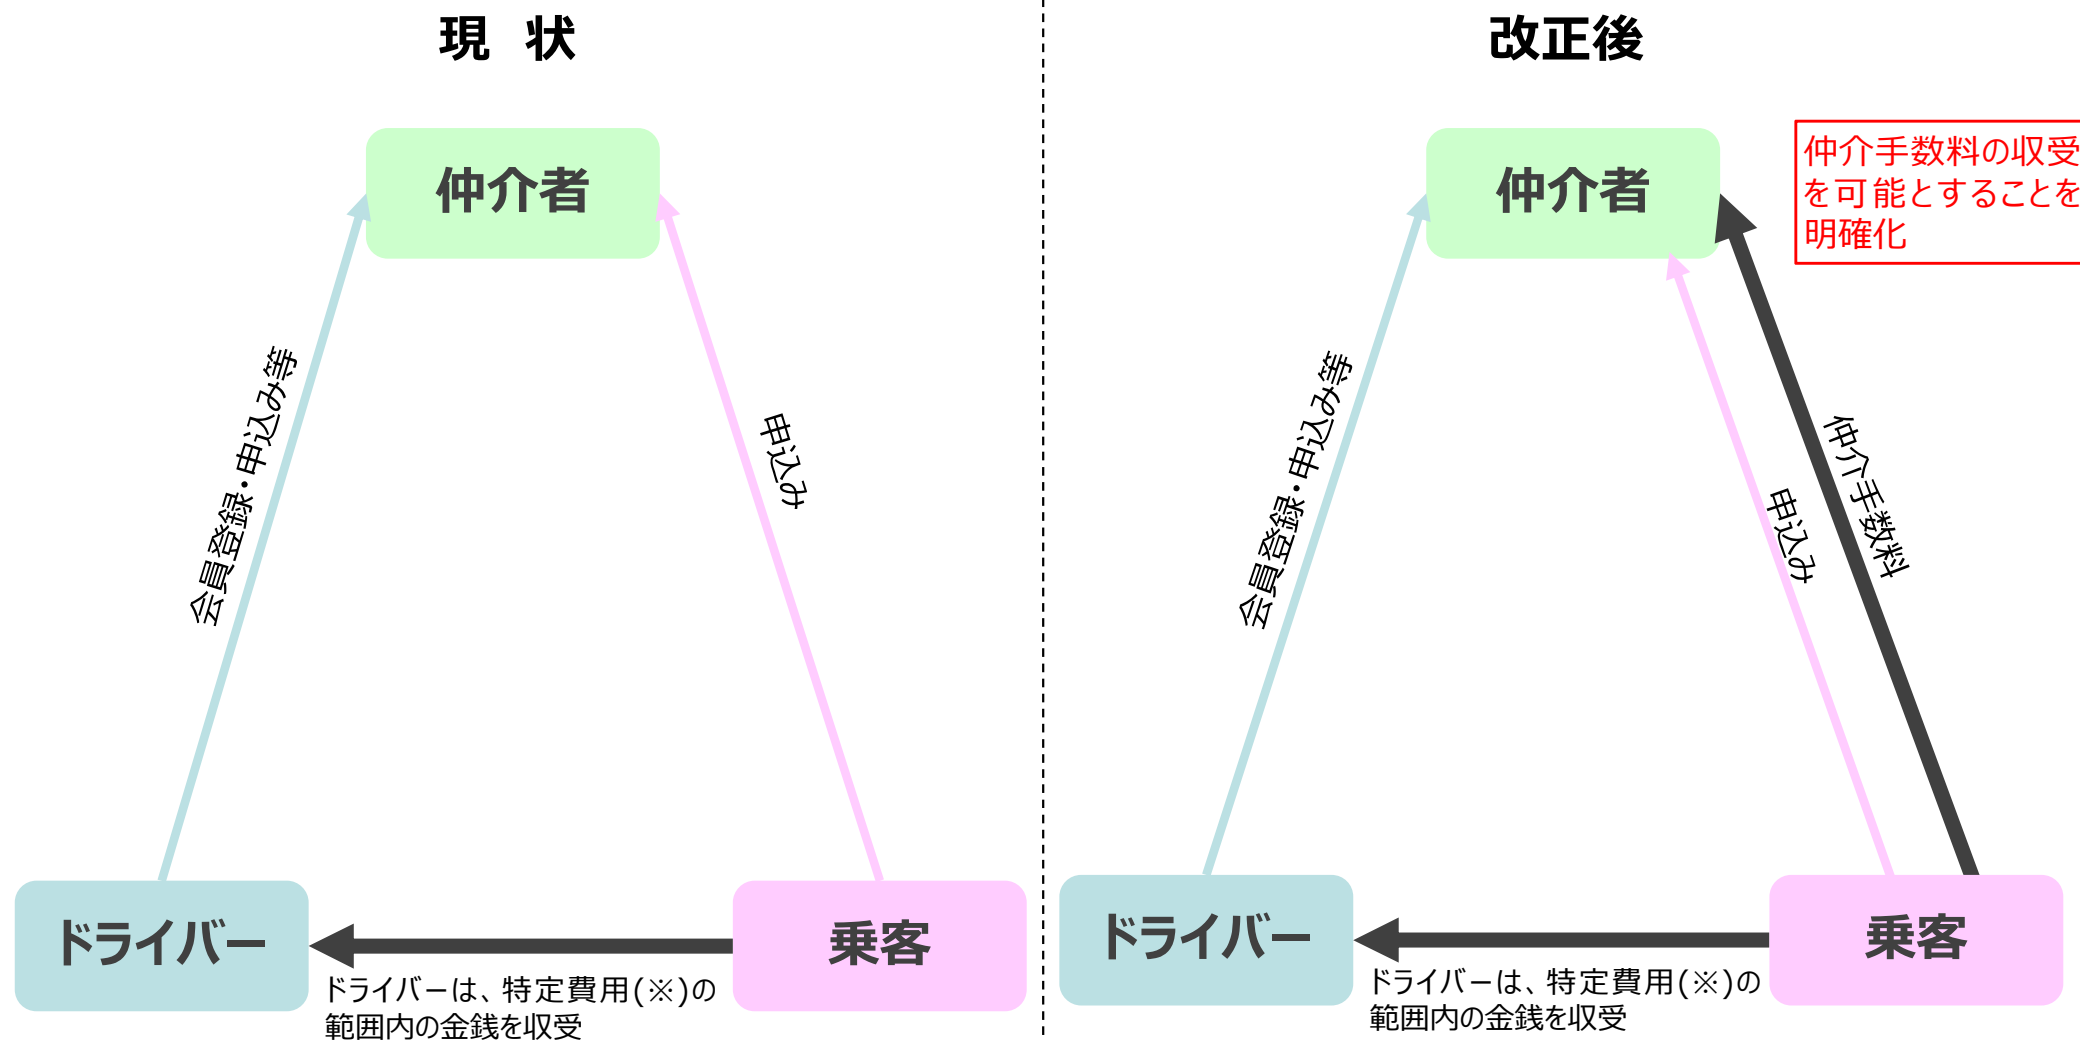 現 状
仲介者
会員登録・申込み等
申込み
ドライバー
乗客
ドライバーは、特定費用(※)の
範囲内の金銭を収受
改正後
仲介者
仲介手数料の収受
を可能とすることを
明確化
会員登録・申込み等
仲介手数料
申込み
ドライバー
乗客
ドライバーは、特定費用(※)の
範囲内の金銭を収受